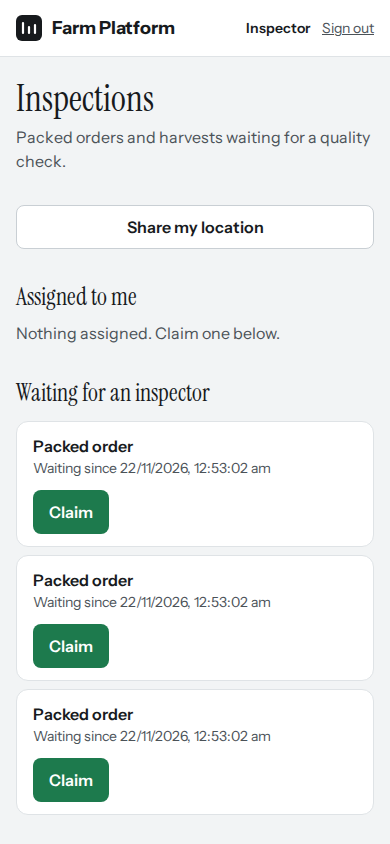 Farm Platform
Inspector Sign out
Inspections
Packed orders and harvests waiting for a quality
check.
Share my location
Assigned to me
Nothing assigned. Claim one below.
Waiting for an inspector
Packed order
Waiting since 22/11/2026, 12:53:02 am
Claim
Packed order
Waiting since 22/11/2026, 12:53:02 am
Claim
Packed order
Waiting since 22/11/2026, 12:53:02 am
Claim